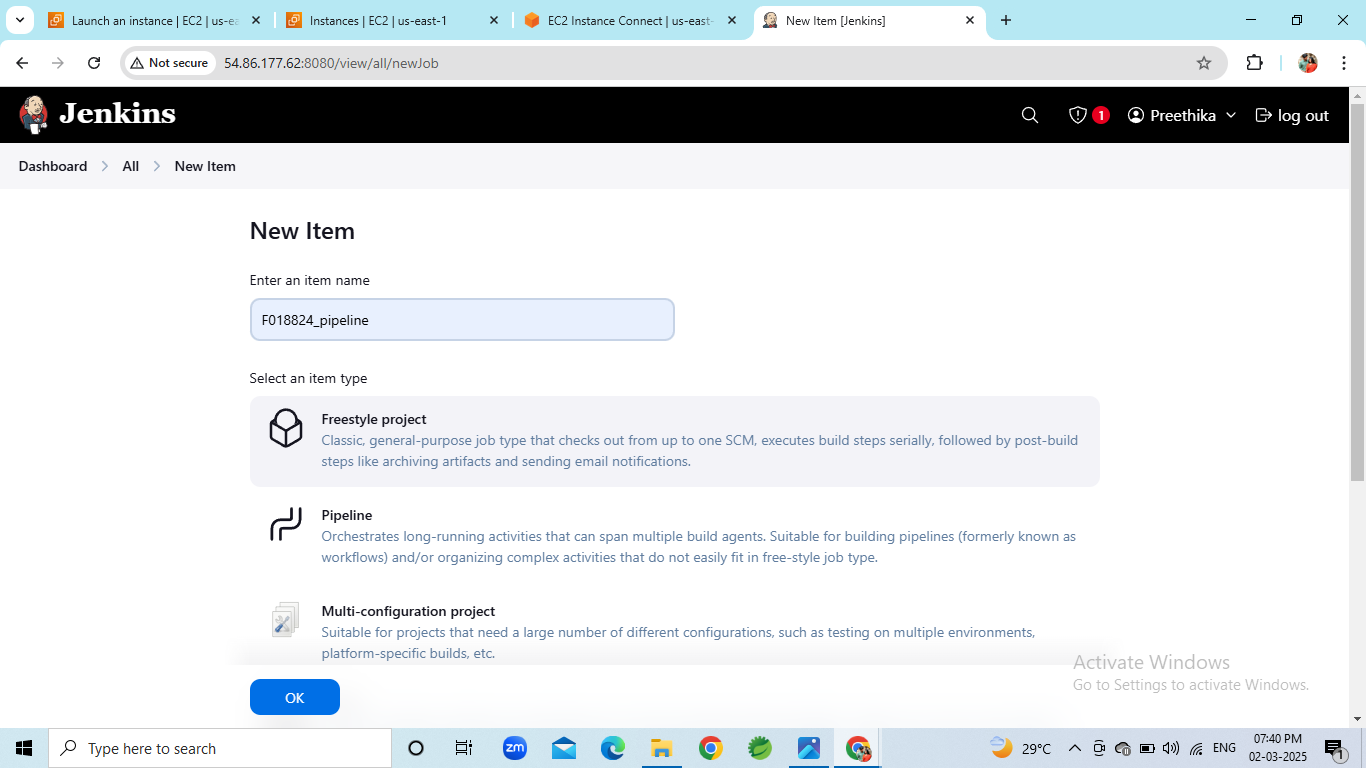 Launch an instance | EC2 | us-ea
Instances | EC2 | us-east-1
EC2 Instance Connect | us-east-
New Item [Jenkins]
Not secure
54.86.177.62:8080/view/all/newJob
Jenkins
1
Preethika
log out
Dashboard
All
New Item
New Item
Enter an item name
F018824_pipeline
Select an item type
Freestyle project
Classic, general-purpose job type that checks out from up to one SCM, executes build steps serially, followed by post-build
steps like archiving artifacts and sending email notifications.
Pipeline
Orchestrates long-running activities that can span multiple build agents. Suitable for building pipelines (formerly known as
workflows) and/or organizing complex activities that do not easily fit in free-style job type.
Multi-configuration project
Suitable for projects that need a large number of different configurations, such as testing on multiple environments,
platform-specific builds, etc.
OK
Activate Windows
Go to Settings to activate Windows.
Type here to search
zm
29°C
ENG
07:40 PM
02-03-2025
1